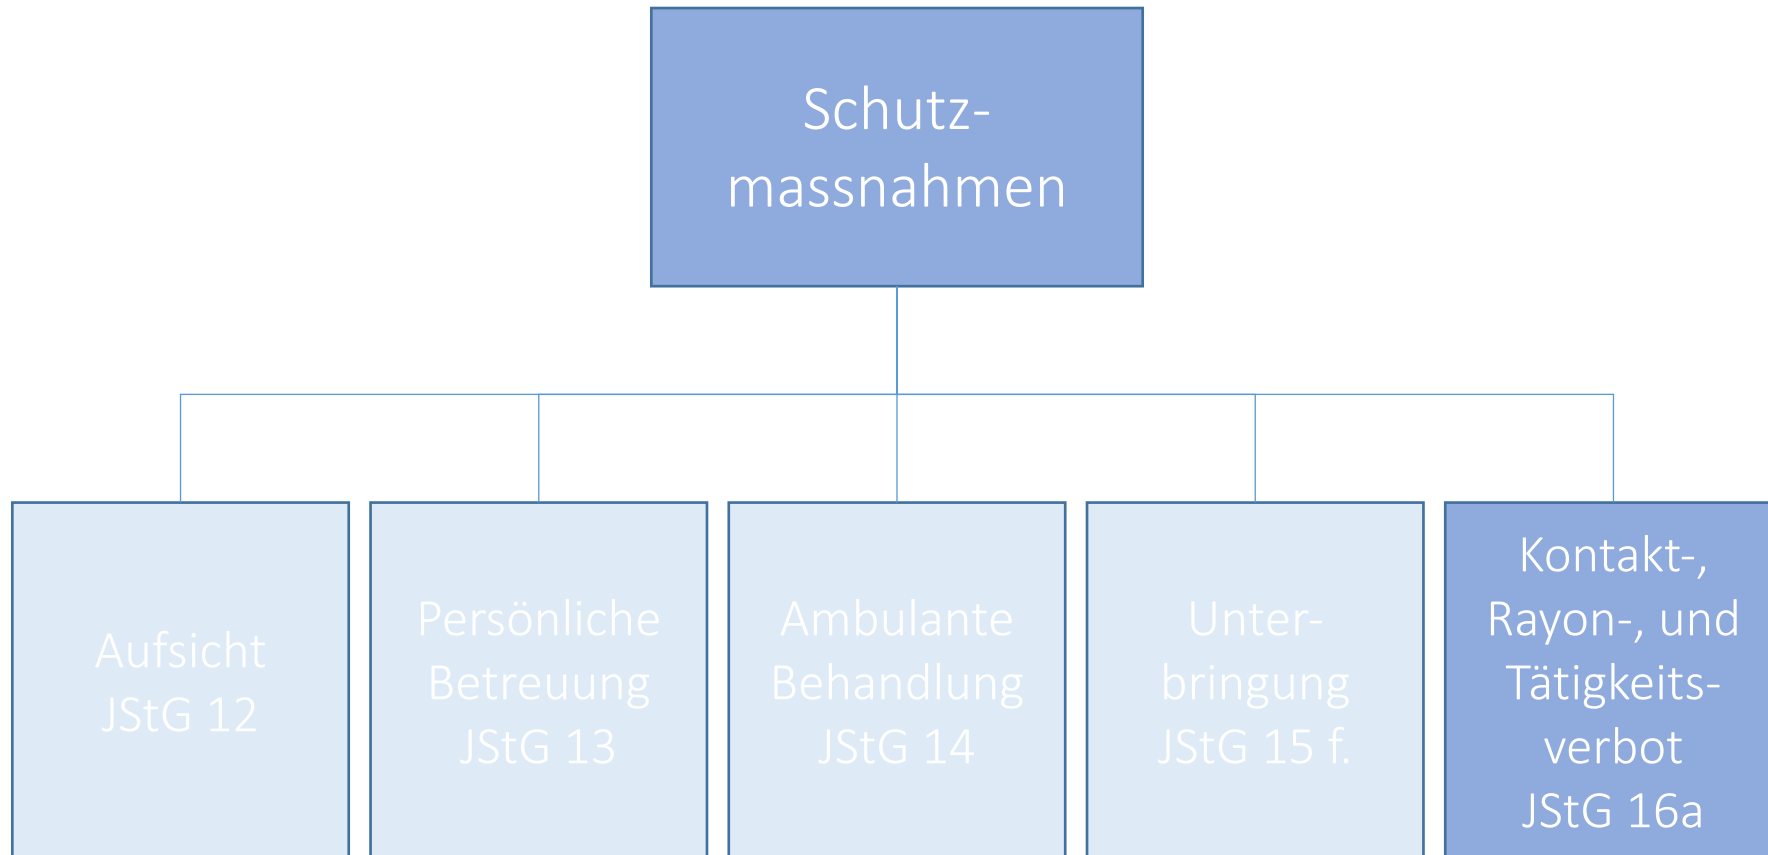 Schutz-
massnahmen
Aufsicht
JStG 12
Persönliche
Betreuung
JStG 13
Ambulante
Behandlung
JStG 14
Unter-
bringung
JStG 15 f.
Kontakt-,
Rayon-, und
Tätigkeits-
verbot
JStG 16a